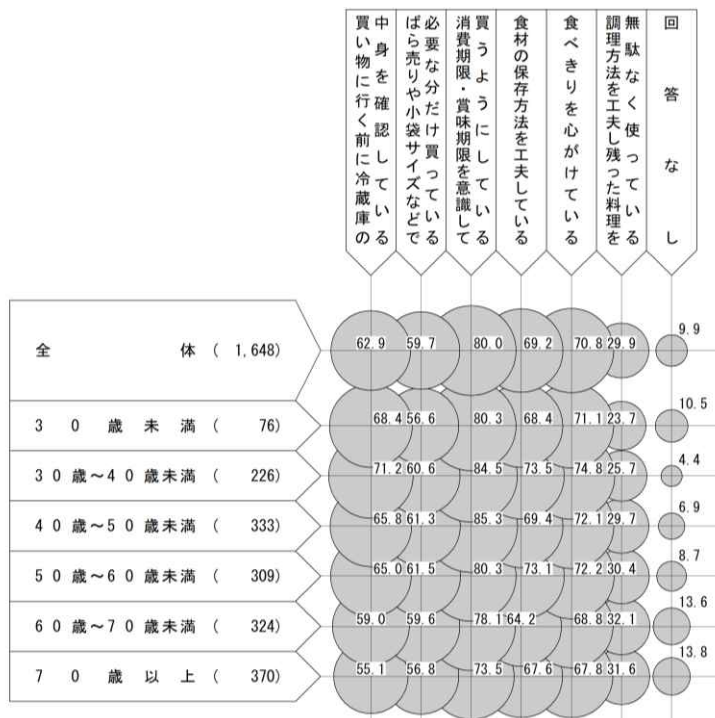 買い物に行く前に冷蔵庫の
中身を確認している
ばら売りや小袋サイズなどで
必要な分だけ買っている
消費期限・賞味期限を意識して
買うようにしている
食材の保存方法を工夫している
食べきりを心がけている
調理方法を工夫し残った料理を
無駄なく使っている
回答なし
全体 ( 1,648) 62.9 59.7 80.0 69.2 70.8 29.9 9.9
30歳未満 ( 76) 68.4 56.6 80.3 68.4 71.1 23.7 10.5
30歳～40歳未満 ( 226) 71.2 60.6 84.5 73.5 74.8 25.7 4.4
40歳～50歳未満 ( 333) 65.8 61.3 85.3 69.4 72.1 29.7 6.9
50歳～60歳未満 ( 309) 65.0 61.5 80.3 73.1 72.2 30.4 8.7
60歳～70歳未満 ( 324) 59.0 59.6 78.1 64.2 68.8 32.1 13.6
70歳以上 ( 370) 55.1 56.8 73.5 67.6 67.8 31.6 13.8